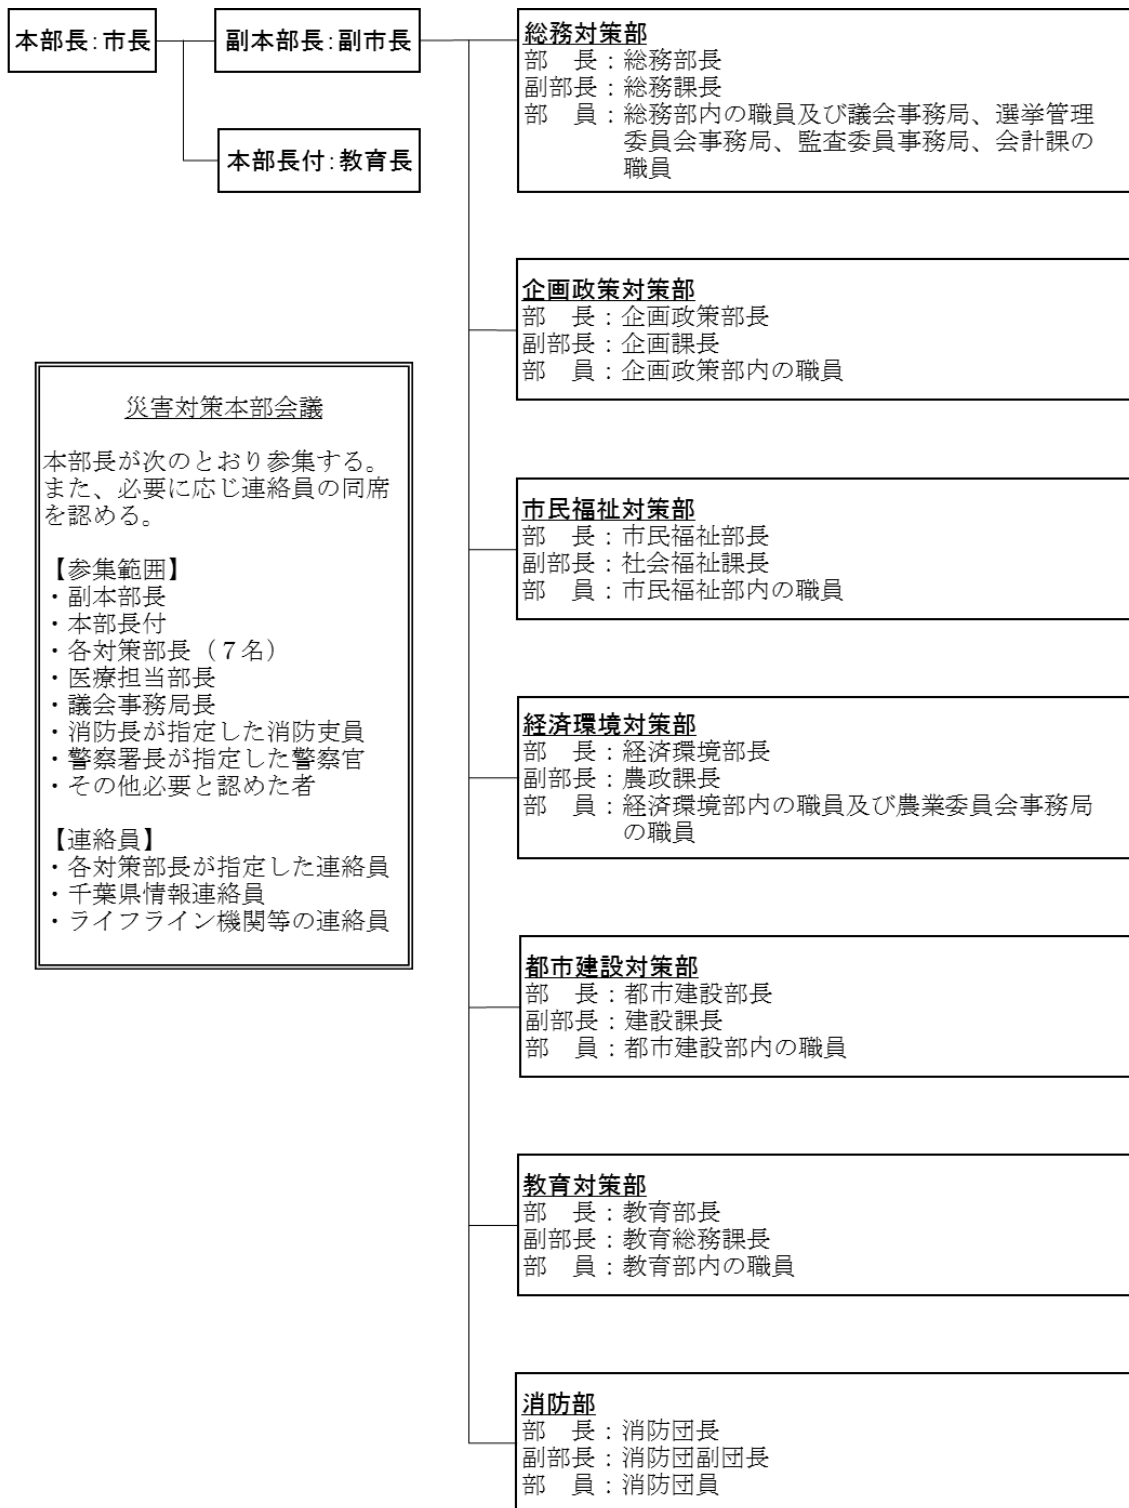 本部長：市長
副本部長：副市長
本部長付：教育長
総務対策部
部　長：総務部長
副部長：総務課長
部　員：総務部内の職員及び議会事務局、選挙管理
委員会事務局、監査委員事務局、会計課の
職員
企画政策対策部
部　長：企画政策部長
副部長：企画課長
部　員：企画政策部内の職員
災害対策本部会議
本部長が次のとおり参集する。
また、必要に応じ連絡員の同席
を認める。
【参集範囲】
・副本部長
・本部長付
・各対策部長（７名）
・医療担当部長
・議会事務局長
・消防長が指定した消防吏員
・警察署長が指定した警察官
・その他必要と認めた者
【連絡員】
・各対策部長が指定した連絡員
・千葉県情報連絡員
・ライフライン機関等の連絡員
市民福祉対策部
部　長：市民福祉部長
副部長：社会福祉課長
部　員：市民福祉部内の職員
経済環境対策部
部　長：経済環境部長
副部長：農政課長
部　員：経済環境部内の職員及び農業委員会事務局
の職員
都市建設対策部
部　長：都市建設部長
副部長：建設課長
部　員：都市建設部内の職員
教育対策部
部　長：教育部長
副部長：教育総務課長
部　員：教育部内の職員
消防部
部　長：消防団長
副部長：消防団副団長
部　員：消防団員